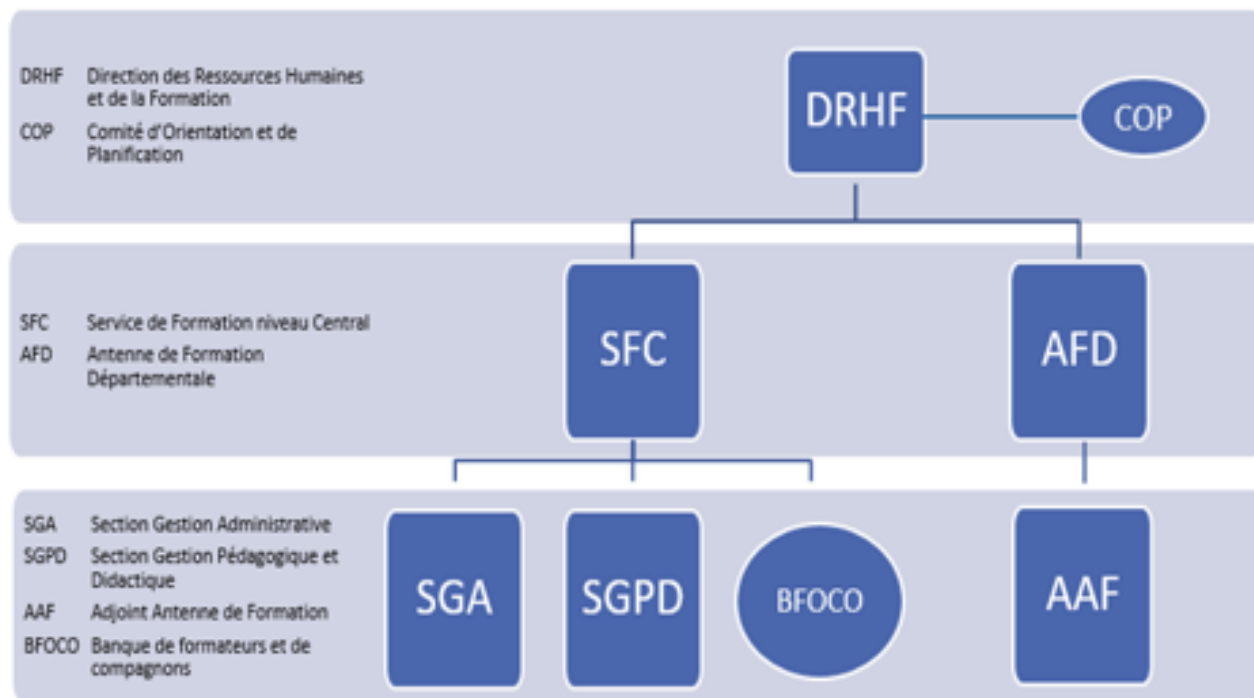 DRHF Direction des Ressources Humaines
et de la Formation
COP Comité d'Orientation et de
Planification
DRHF
COP
SFC Service de Formation niveau Central
AFD Antenne de Formation
Départementale
SFC
AFD
SGA Section Gestion Administrative
SGPD Section Gestion Pédagogique et
Didactique
AAF Adjoint Antenne de Formation
BFOCO Banque de formateurs et de
compagnons
SGA
SGPD
BFOCO
AAF